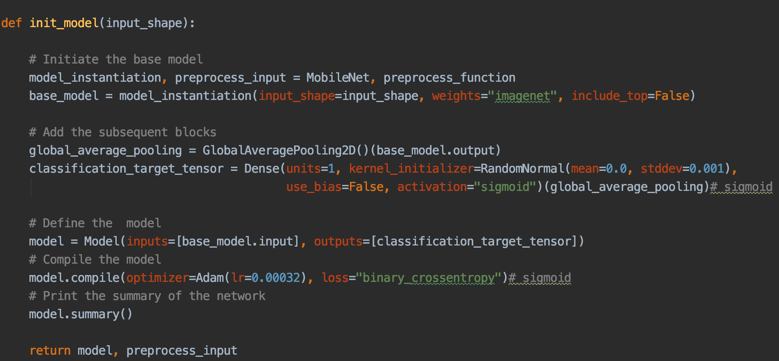 def init_model(input_shape):
# Initiate the base model
model_instantiation, preprocess_input = MobileNet, preprocess_function
base_model = model_instantiation(input_shape=input_shape, weights="imagenet", include_top=False)
# Add the subsequent blocks
global_average_pooling = GlobalAveragePooling2D()(base_model.output)
classification_target_tensor = Dense(units=1, kernel_initializer=RandomNormal(mean=0.0, stddev=0.001),
use_bias=False, activation="sigmoid")(global_average_pooling)# sigmoid
# Define the  model
model = Model(inputs=[base_model.input], outputs=[classification_target_tensor])
# Compile the model
model.compile(optimizer=Adam(lr=0.00032), loss="binary_crossentropy")# sigmoid
# Print the summary of the network
model.summary()
return model, preprocess_input